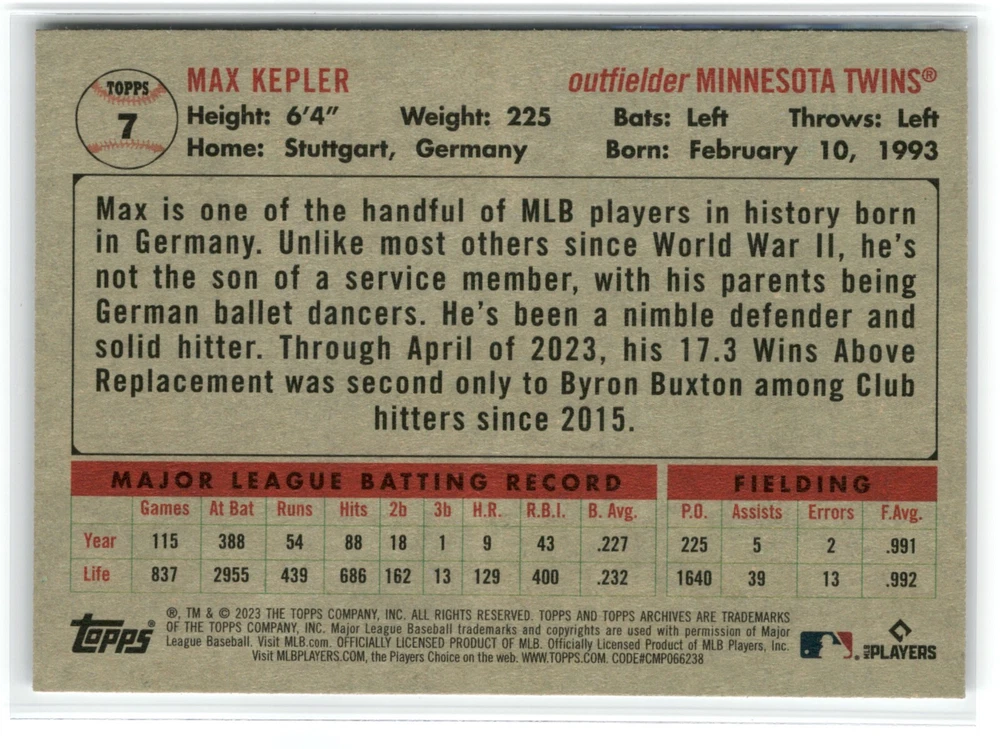 TOPPS
7
MAX KEPLER outfielder MINNESOTA TWINS®
Height: 6'4" Weight: 225 Bats: Left Throws: Left
Home: Stuttgart, Germany Born: February 10, 1993
Max is one of the handful of MLB players in history born
in Germany. Unlike most others since World War II, he's
not the son of a service member, with his parents being
German ballet dancers. He's been a nimble defender and
solid hitter. Through April of 2023, his 17.3 Wins Above
Replacement was second only to Byron Buxton among Club
hitters since 2015.
MAJOR LEAGUE BATTING RECORD FIELDING
Games At Bat Runs Hits 2b 3b H.R. R.B.I. B. Avg. P.O. Assists Errors F.Avg.
Year 115 388 54 88 18 1 9 43 .227 225 5 2 .991
Life 837 2955 439 686 162 13 129 400 .232 1640 39 13 .992
®, TM & © 2023 THE TOPPS COMPANY, INC. ALL RIGHTS RESERVED. TOPPS AND TOPPS ARCHIVES ARE TRADEMARKS
OF THE TOPPS COMPANY, INC. Major League Baseball trademarks and copyrights are used with permission of Major
League Baseball. Visit MLB.com. OFFICIALLY LICENSED PRODUCT OF MLB. Officially Licensed Product of MLB Players, Inc.
Visit MLBPLAYERS.COM, the Players Choice on the web. WWW.TOPPS.COM. CODE#CMP066238
Topps®
MLB PLAYERS